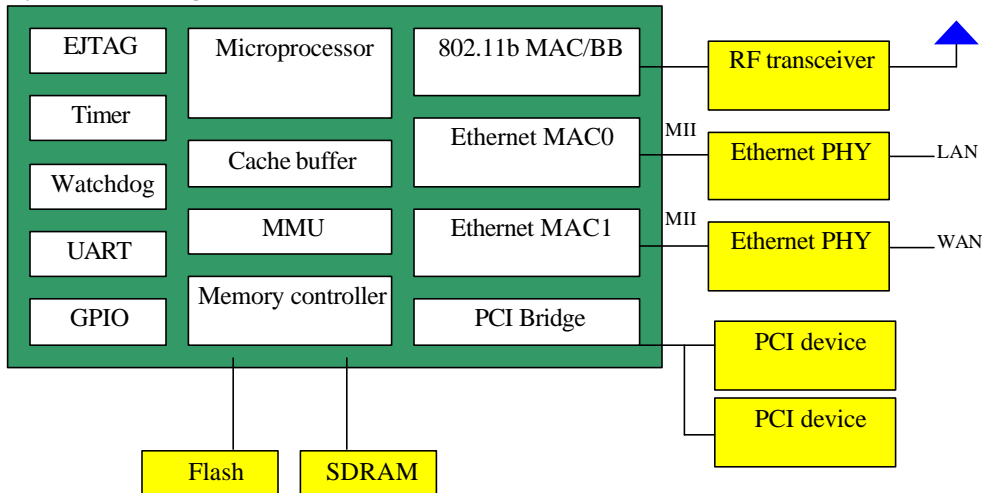 EJTAG
Timer
Watchdog
UART
GPIO
Microprocessor
Cache buffer
MMU
Memory controller
802.11b MAC/BB
Ethernet MAC0
Ethernet MAC1
PCI Bridge
MII
MII
RF transceiver
Ethernet PHY
Ethernet PHY
LAN
WAN
PCI device
PCI device
Flash
SDRAM